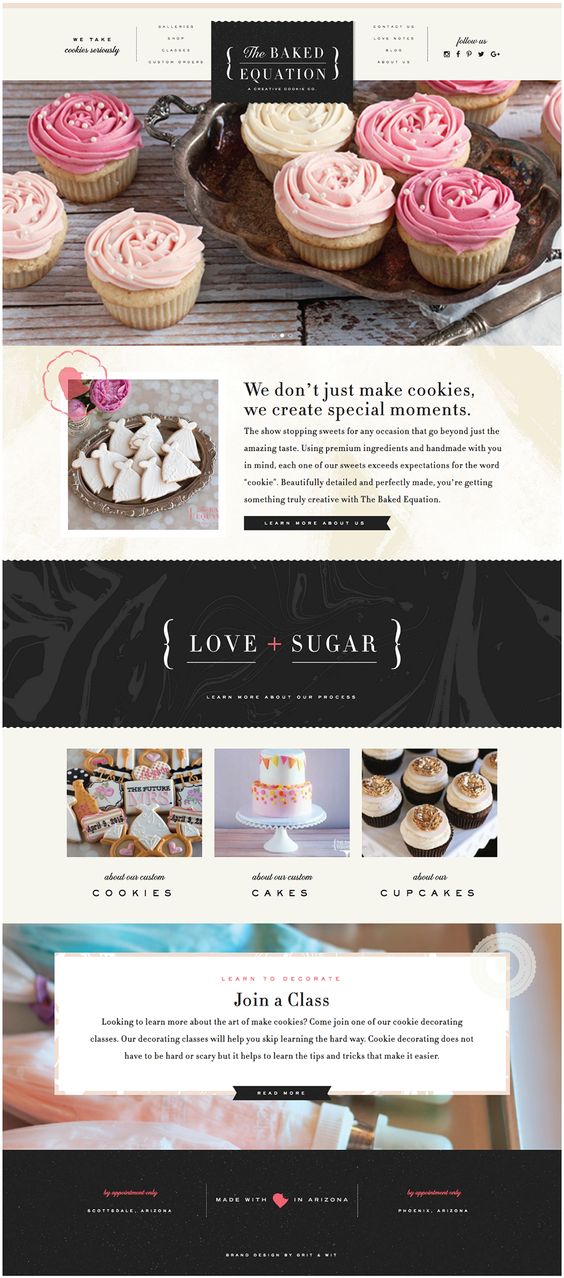 WE TAKE
cookies seriously
GALLERIES
SHOP
CLASSES
CUSTOM ORDERS
The BAKED
EQUATION
A CREATIVE COOKIE CO.
CONTACT US
LOVE NOTES
BLOG
ABOUT US
follow us
We don't just make cookies,
we create special moments.
The show stopping sweets for any occasion that go beyond just the
amazing taste. Using premium ingredients and handmade with you
in mind, each one of our sweets exceeds expectations for the word
"cookie". Beautifully detailed and perfectly made, you're getting
something truly creative with The Baked Equation.
LEARN MORE ABOUT US
{ LOVE + SUGAR }
LEARN MORE ABOUT OUR PROCESS
THE FUTURE
MRS.
April 5, 2015
about our custom
COOKIES
about our custom
CAKES
about our
CUPCAKES
LEARN TO DECORATE
Join a Class
Looking to learn more about the art of make cookies? Come join one of our cookie decorating
classes. Our decorating classes will help you skip learning the hard way. Cookie decorating does
not have to be hard or scary but it helps to learn the tips and tricks that make it easier.
READ MORE
by appointment only
SCOTTSDALE, ARIZONA
MADE WITH IN ARIZONA
by appointment only
PHOENIX, ARIZONA
BRAND DESIGN BY GRIT & WIT